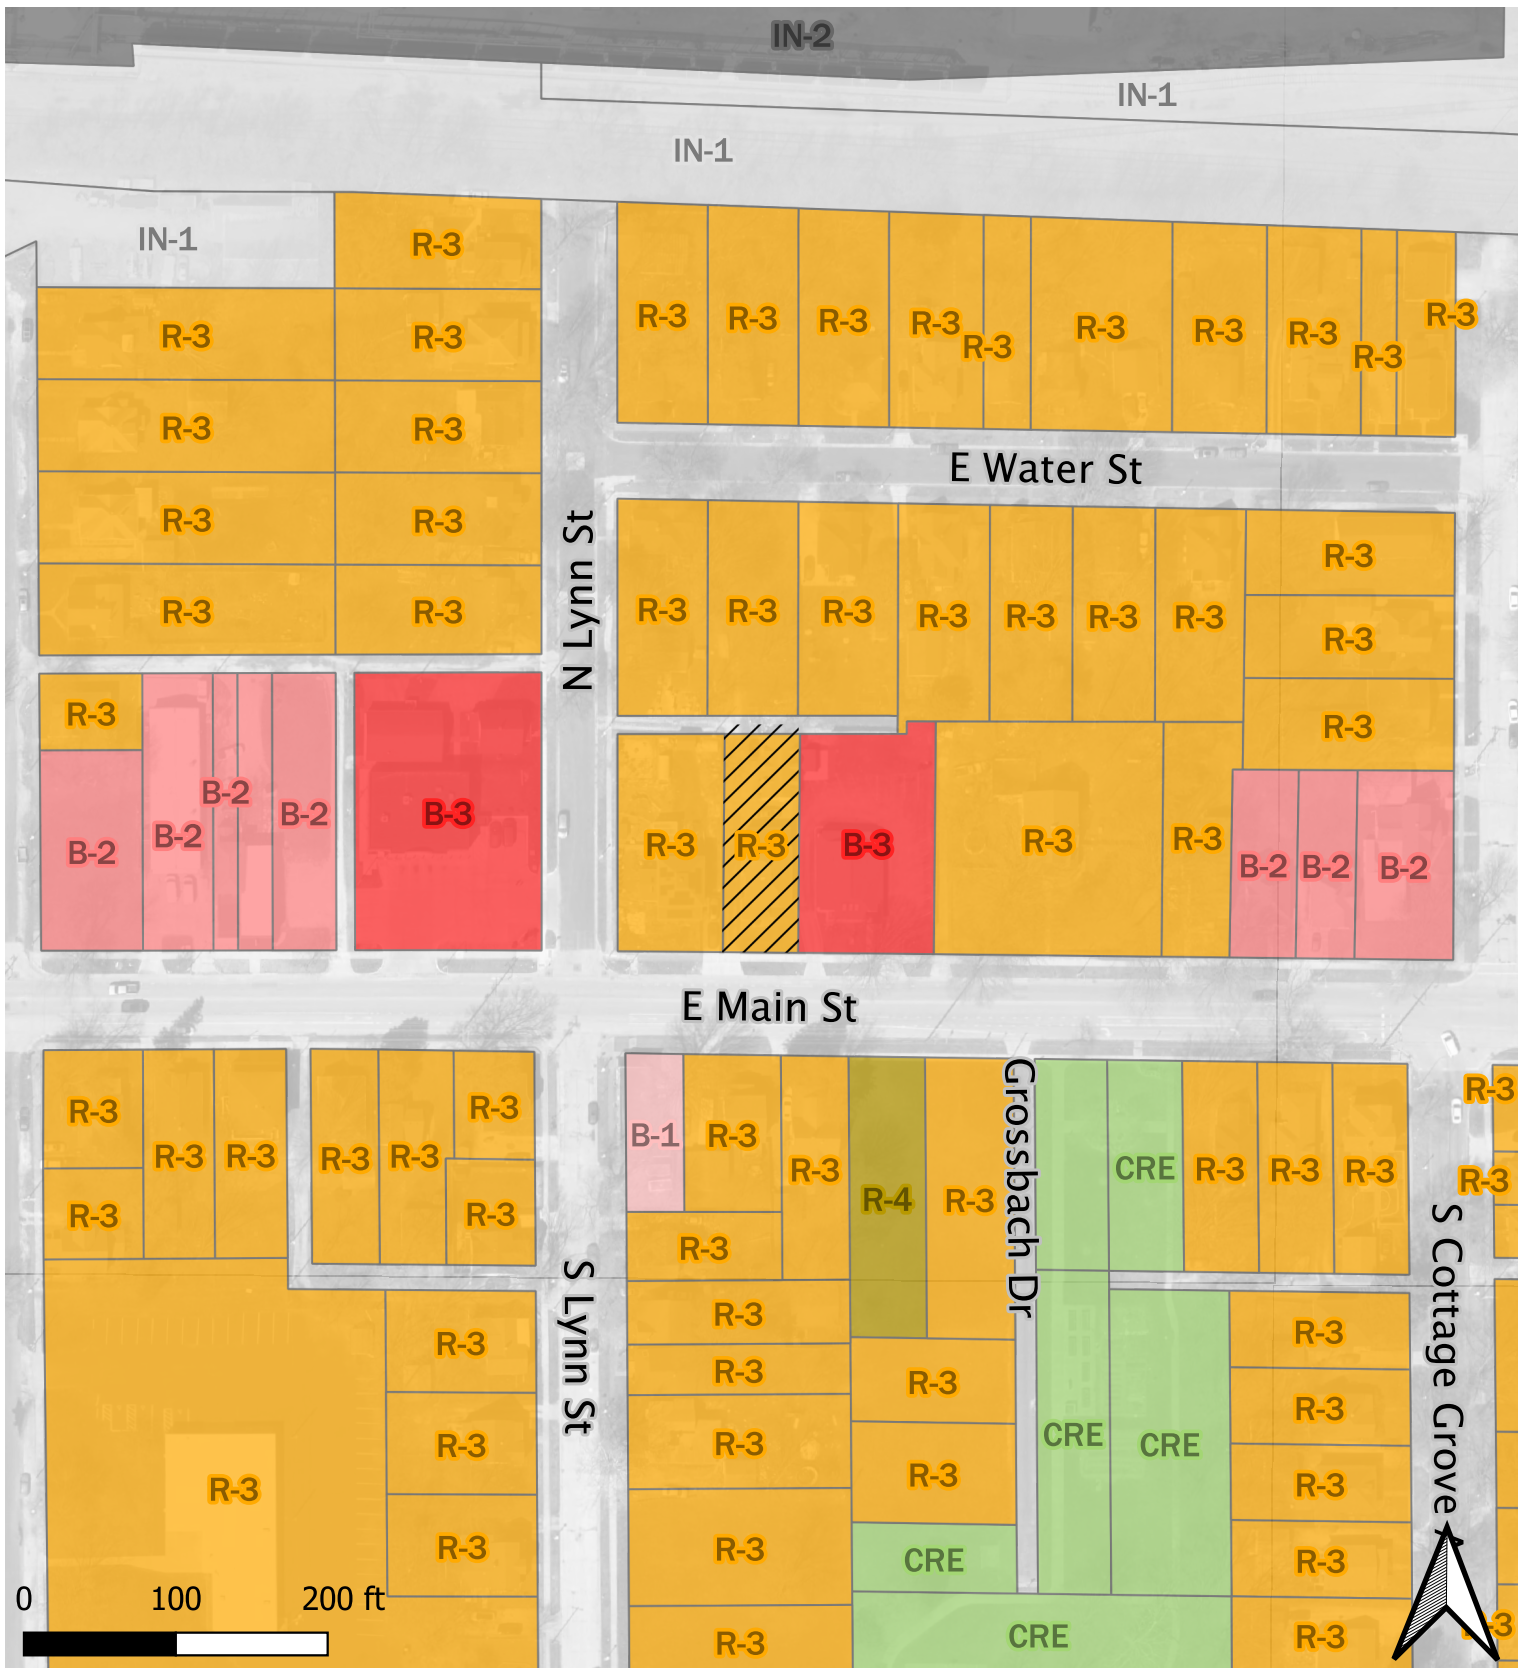 IN-2
IN-1
IN-1
IN-1
R-3
R-3 R-3 R-3 R-3 R-3 R-3 R-3 R-3 R-3 R-3
R-3 R-3
R-3 R-3
R-3 R-3
R-3 R-3
E Water St
N Lynn St
R-3 R-3 R-3 R-3 R-3 R-3 R-3
R-3
R-3
R-3
R-3
B-2 B-2 B-2 B-2 B-3
R-3 R-3 B-3 R-3 R-3 B-2 B-2 B-2
E Main St
R-3 R-3 R-3 R-3 R-3 R-3
R-3 R-3
B-1 R-3 R-3 R-4 R-3
Grossbach Dr
CRE R-3 R-3 R-3
R-3
R-3
R-3
S Lynn St
S Cottage Grove A
R-3
R-3
R-3
R-3
R-3
R-3
R-3
R-3
R-3
R-3
R-3
CRE CRE
CRE
CRE
R-3
R-3
R-3
R-3
R-3
R-3
0 100 200 ft